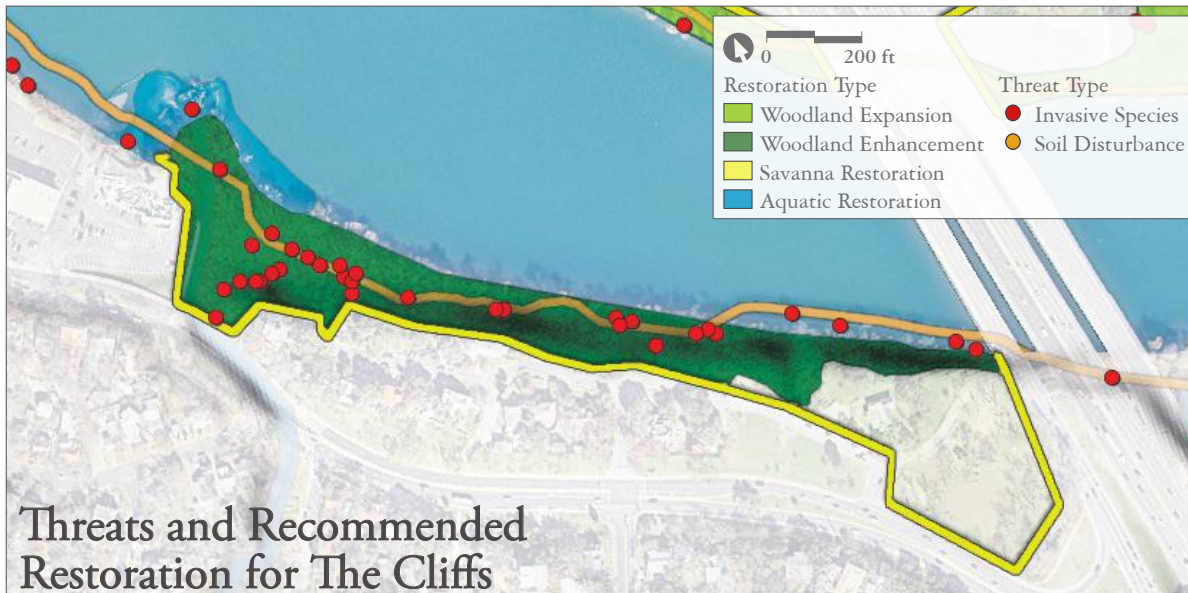 0 200 ft
Restoration Type
Woodland Expansion
Woodland Enhancement
Savanna Restoration
Aquatic Restoration
Threat Type
Invasive Species
Soil Disturbance
Threats and Recommended
Restoration for The Cliffs